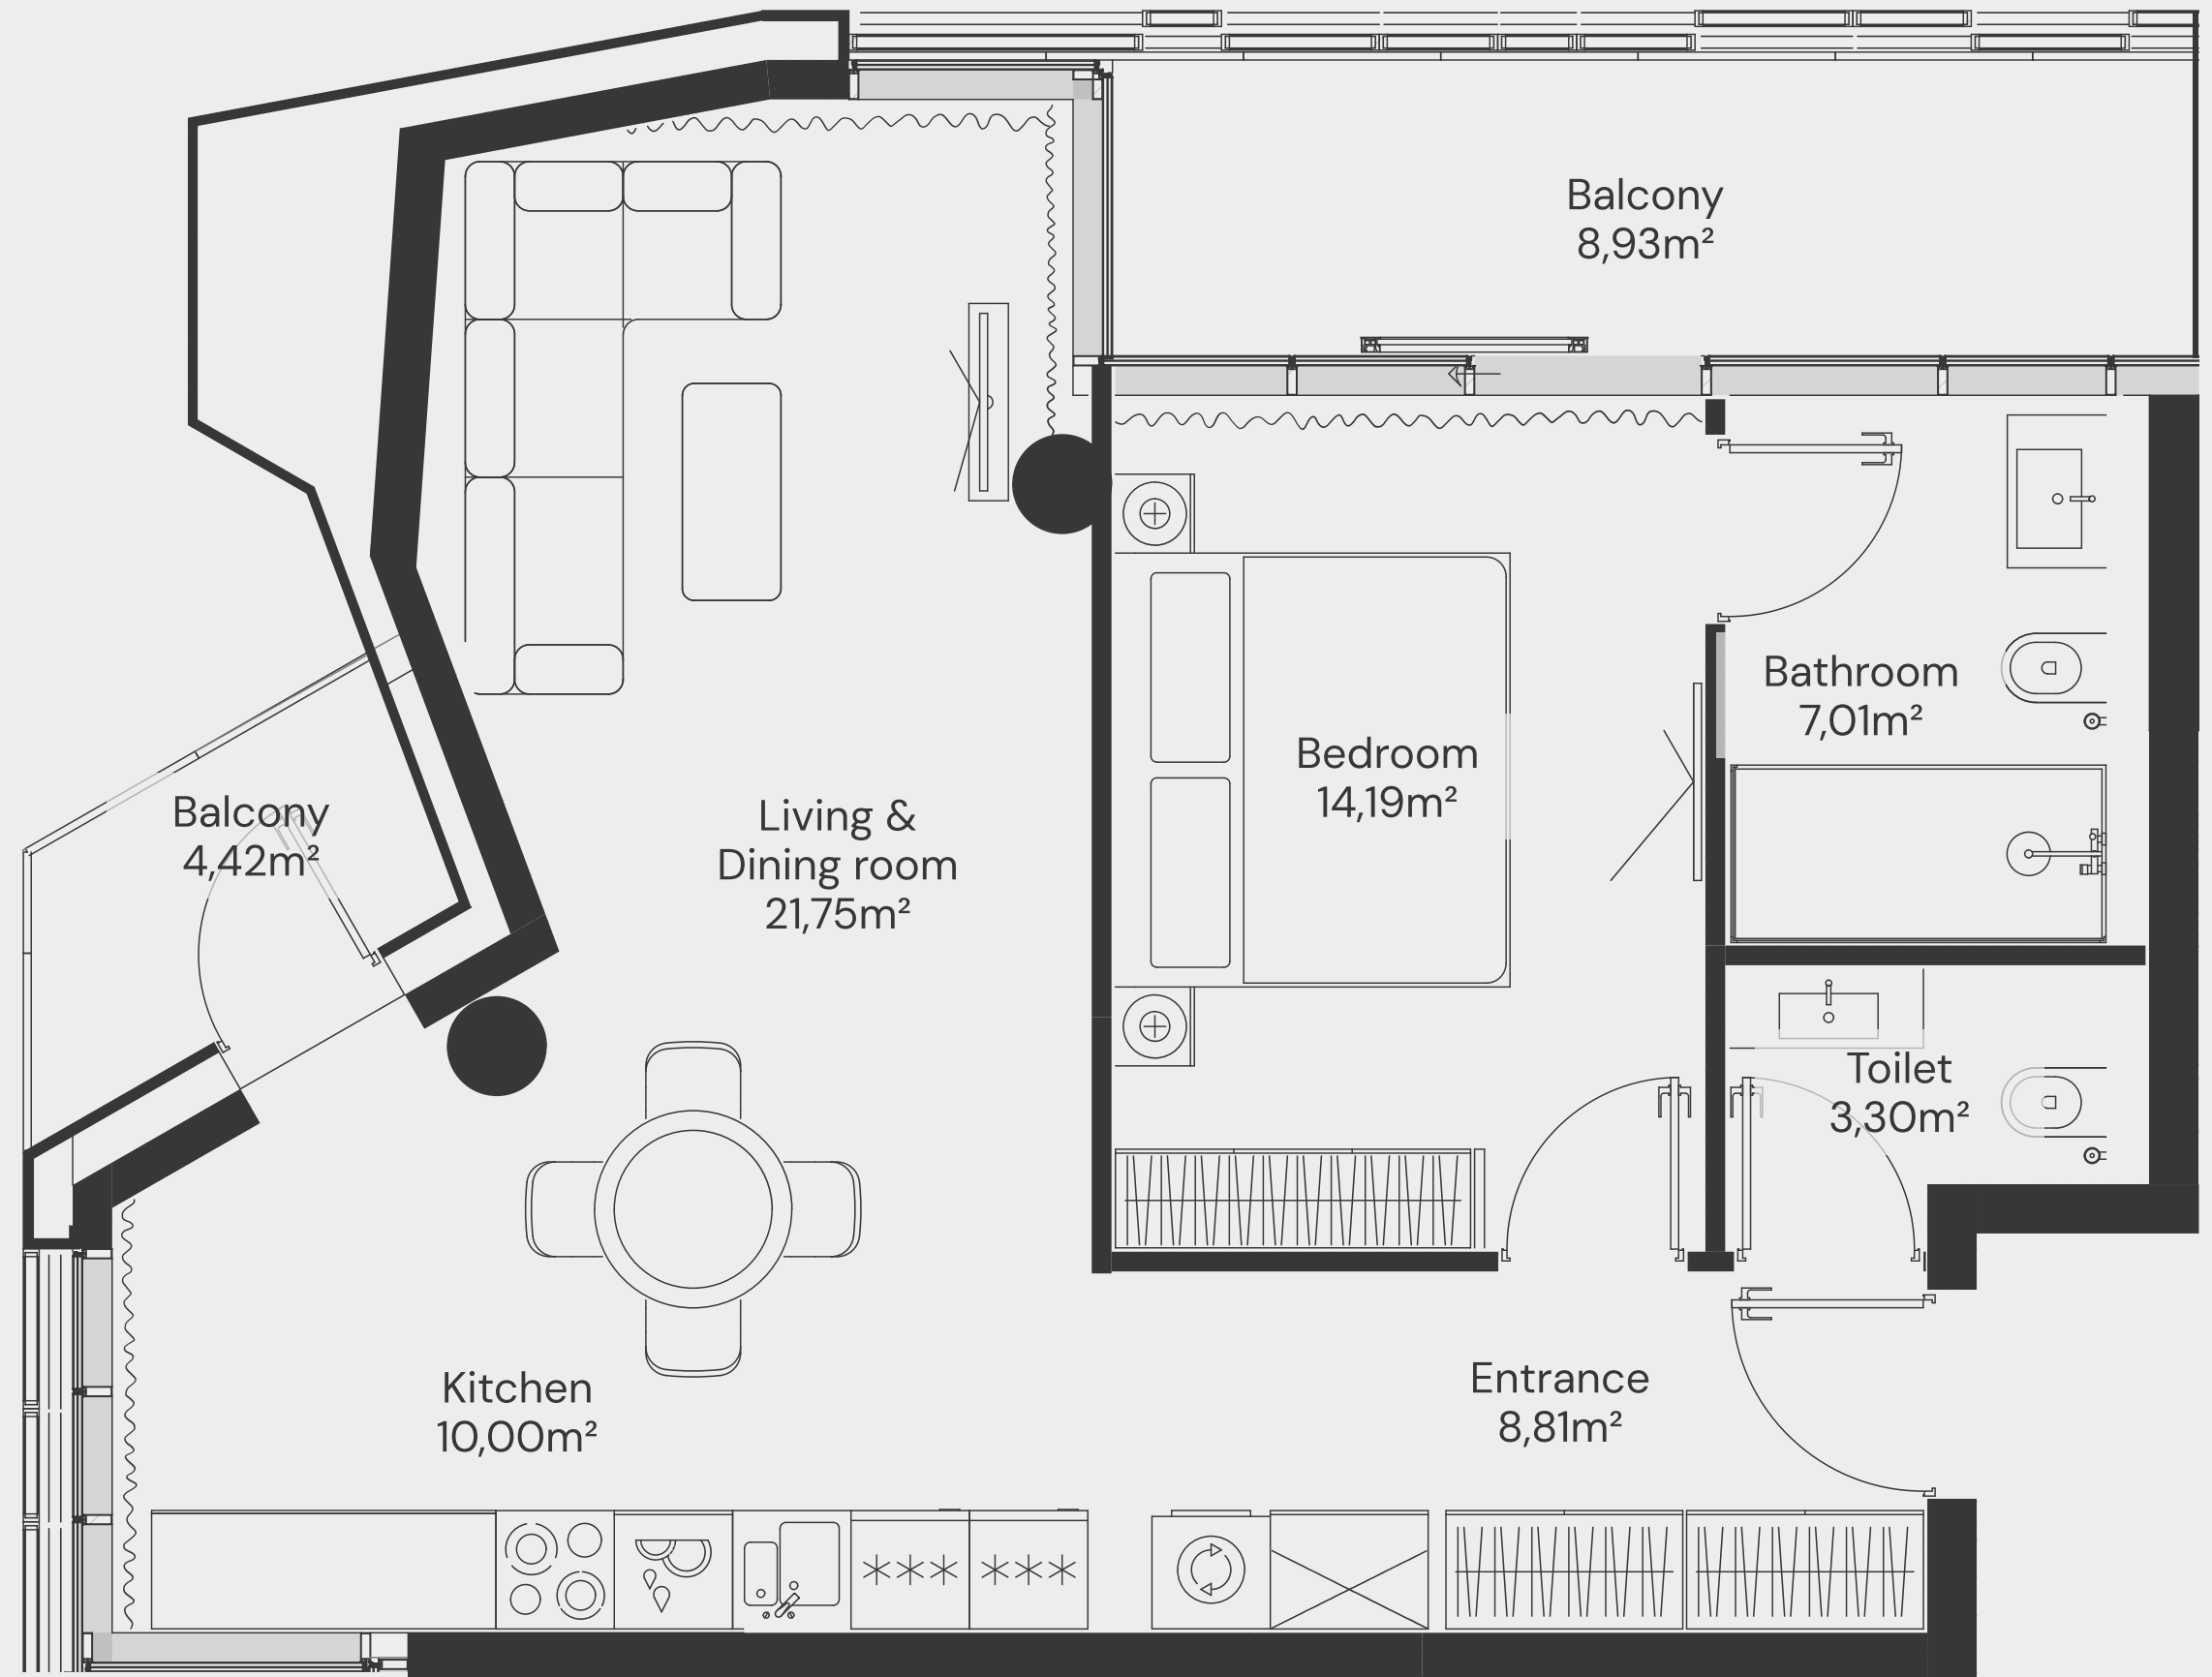 Balcony
8,93m²
Bathroom
7,01m²
Bedroom
14,19m²
Balcony
4,42m²
Living &
Dining room
21,75m²
Toilet
3,30m²
Kitchen
10,00m²
Entrance
8,81m²